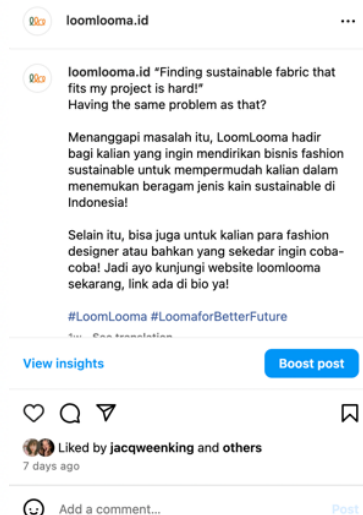 loomlooma.id
loomlooma.id “Finding sustainable fabric that
fits my project is hard!”
Having the same problem as that?
Menanggapi masalah itu, LoomLooma hadir
bagi kalian yang ingin mendirikan bisnis fashion
sustainable untuk mempermudah kalian dalam
menemukan beragam jenis kain sustainable di
Indonesia!
Selain itu, bisa juga untuk kalian para fashion
designer atau bahkan yang sekedar ingin coba-
coba! Jadi ayo kunjungi website loomlooma
sekarang, link ada di bio ya!
#LoomLooma #LoomaforBetterFuture
1w See translation
View insights
Boost post
Liked by jacqweenking and others
7 days ago
Add a comment...
Post